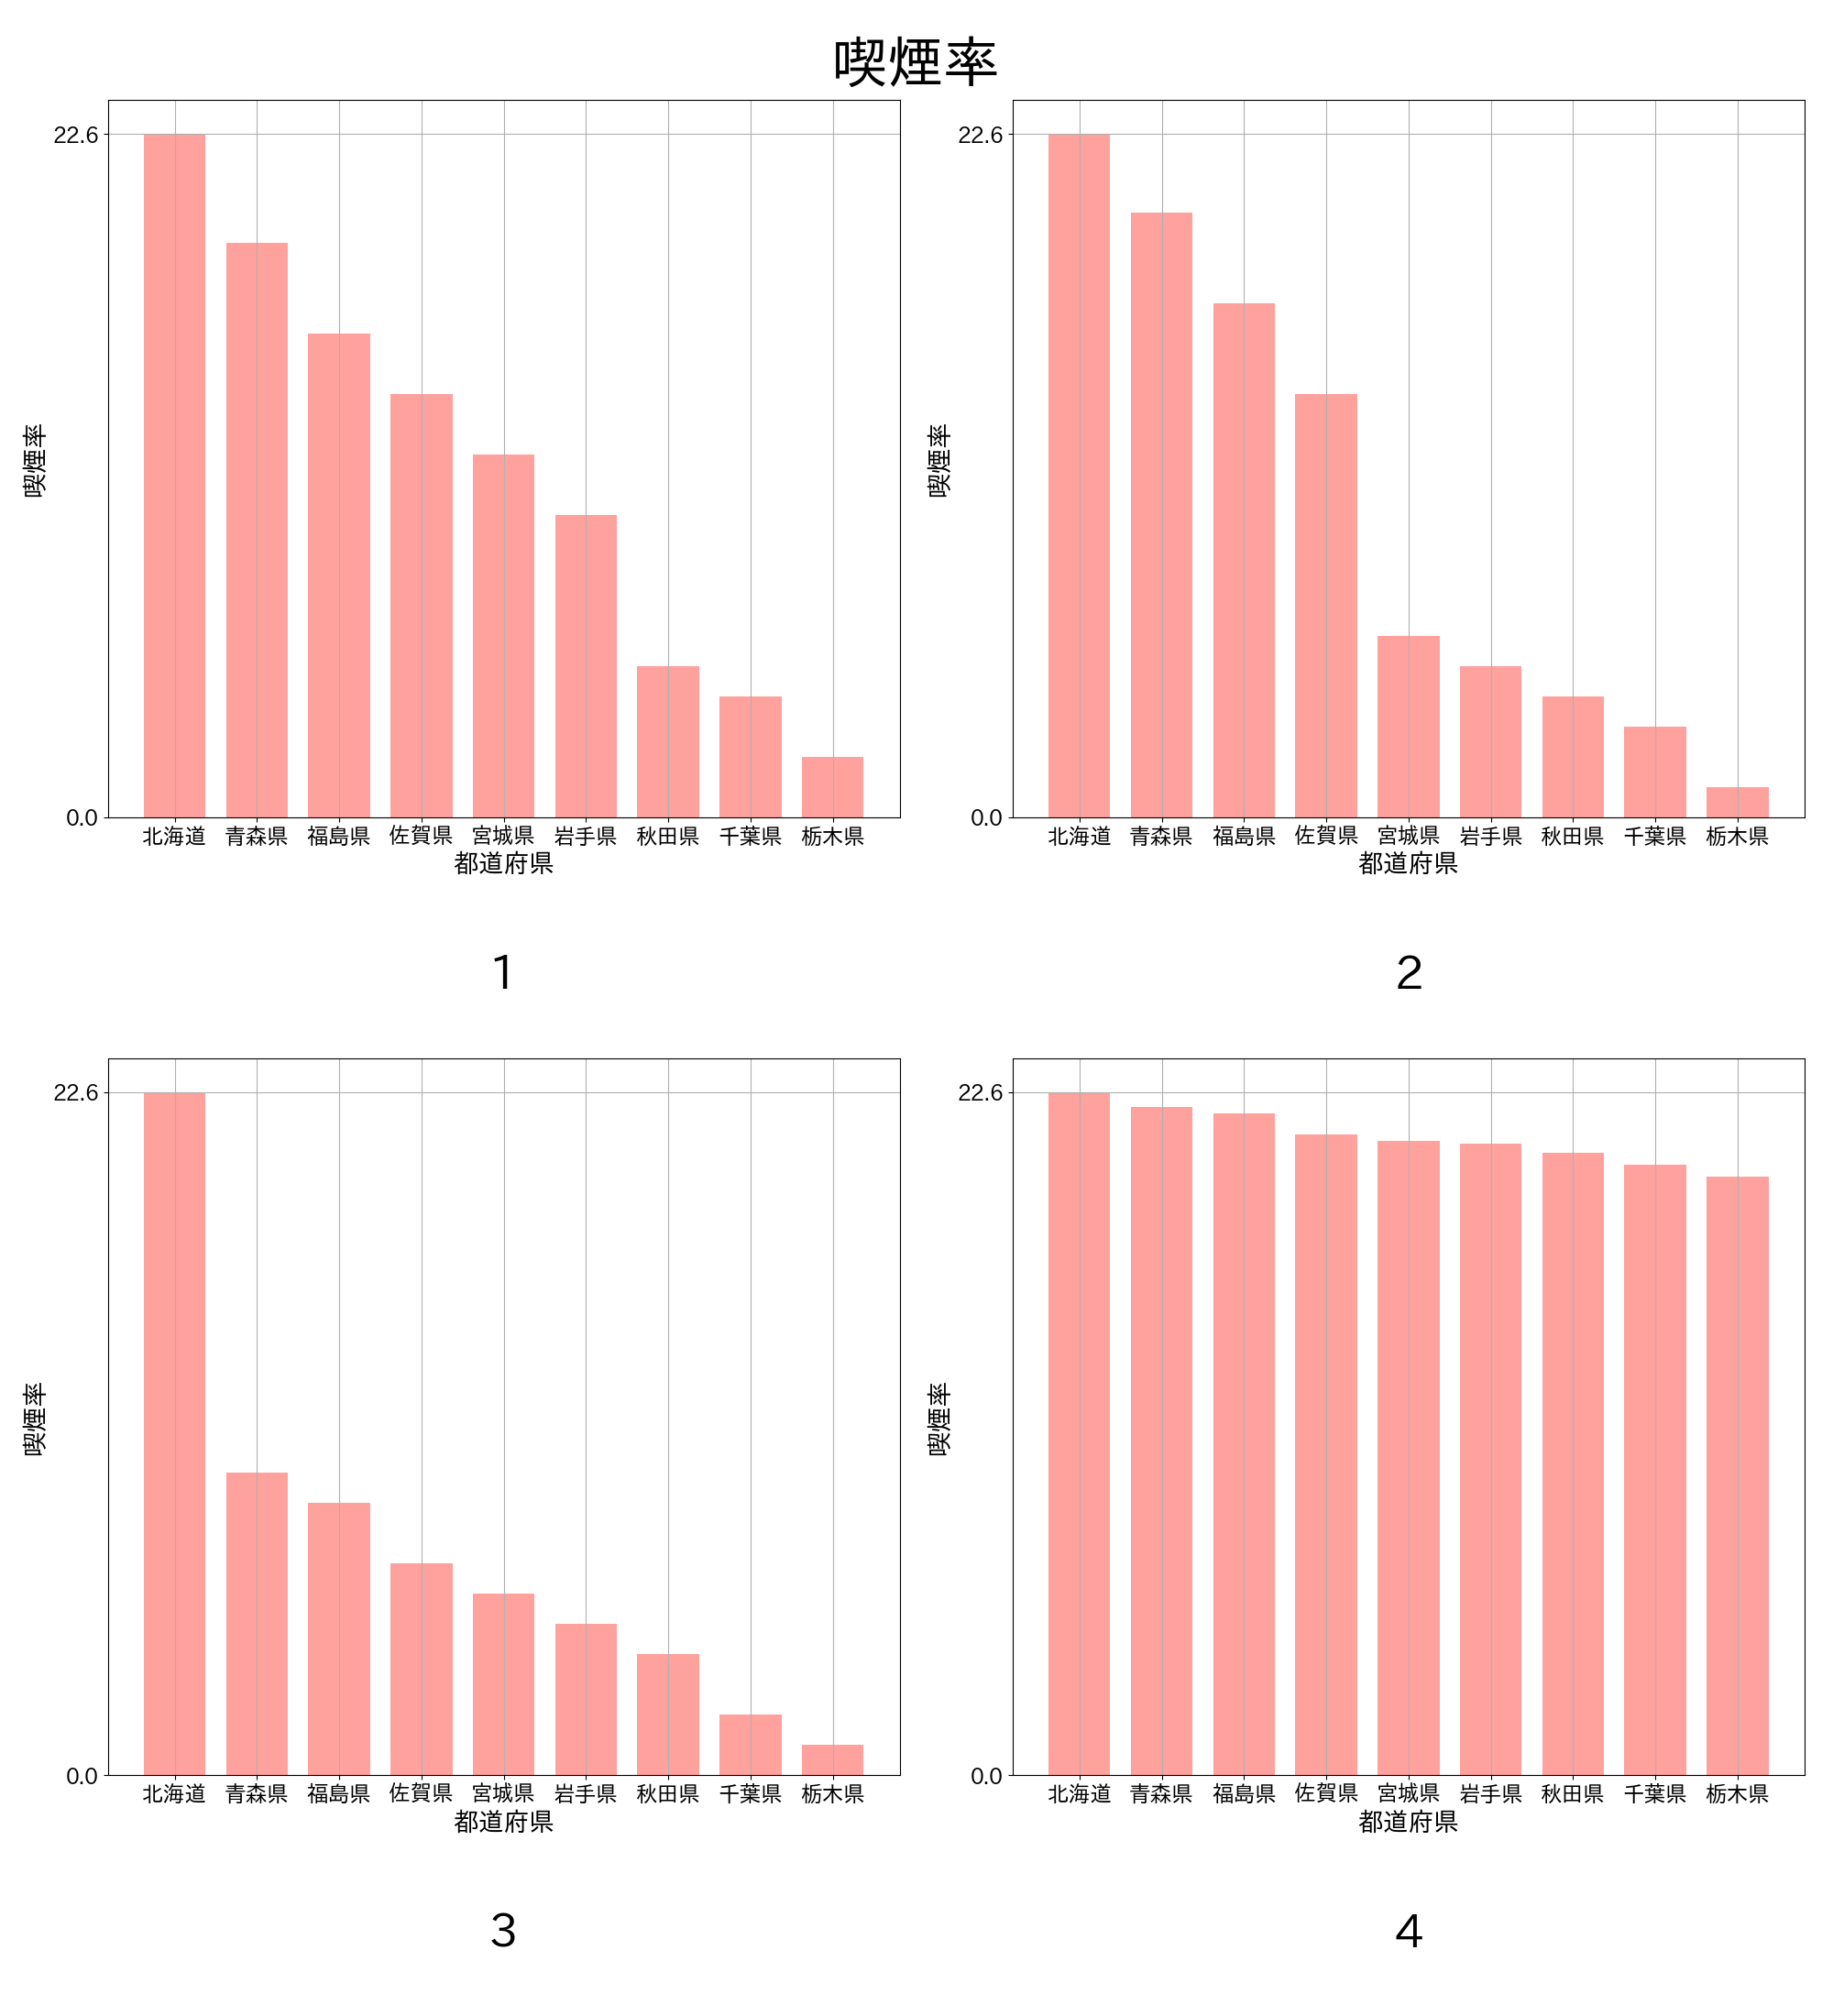 喫煙率
22.6
喫煙率
0.0
北海道 青森県 福島県 佐賀県 宮城県 岩手県 秋田県 千葉県 栃木県
都道府県
1
22.6
喫煙率
0.0
北海道 青森県 福島県 佐賀県 宮城県 岩手県 秋田県 千葉県 栃木県
都道府県
2
22.6
喫煙率
0.0
北海道 青森県 福島県 佐賀県 宮城県 岩手県 秋田県 千葉県 栃木県
都道府県
3
22.6
喫煙率
0.0
北海道 青森県 福島県 佐賀県 宮城県 岩手県 秋田県 千葉県 栃木県
都道府県
4